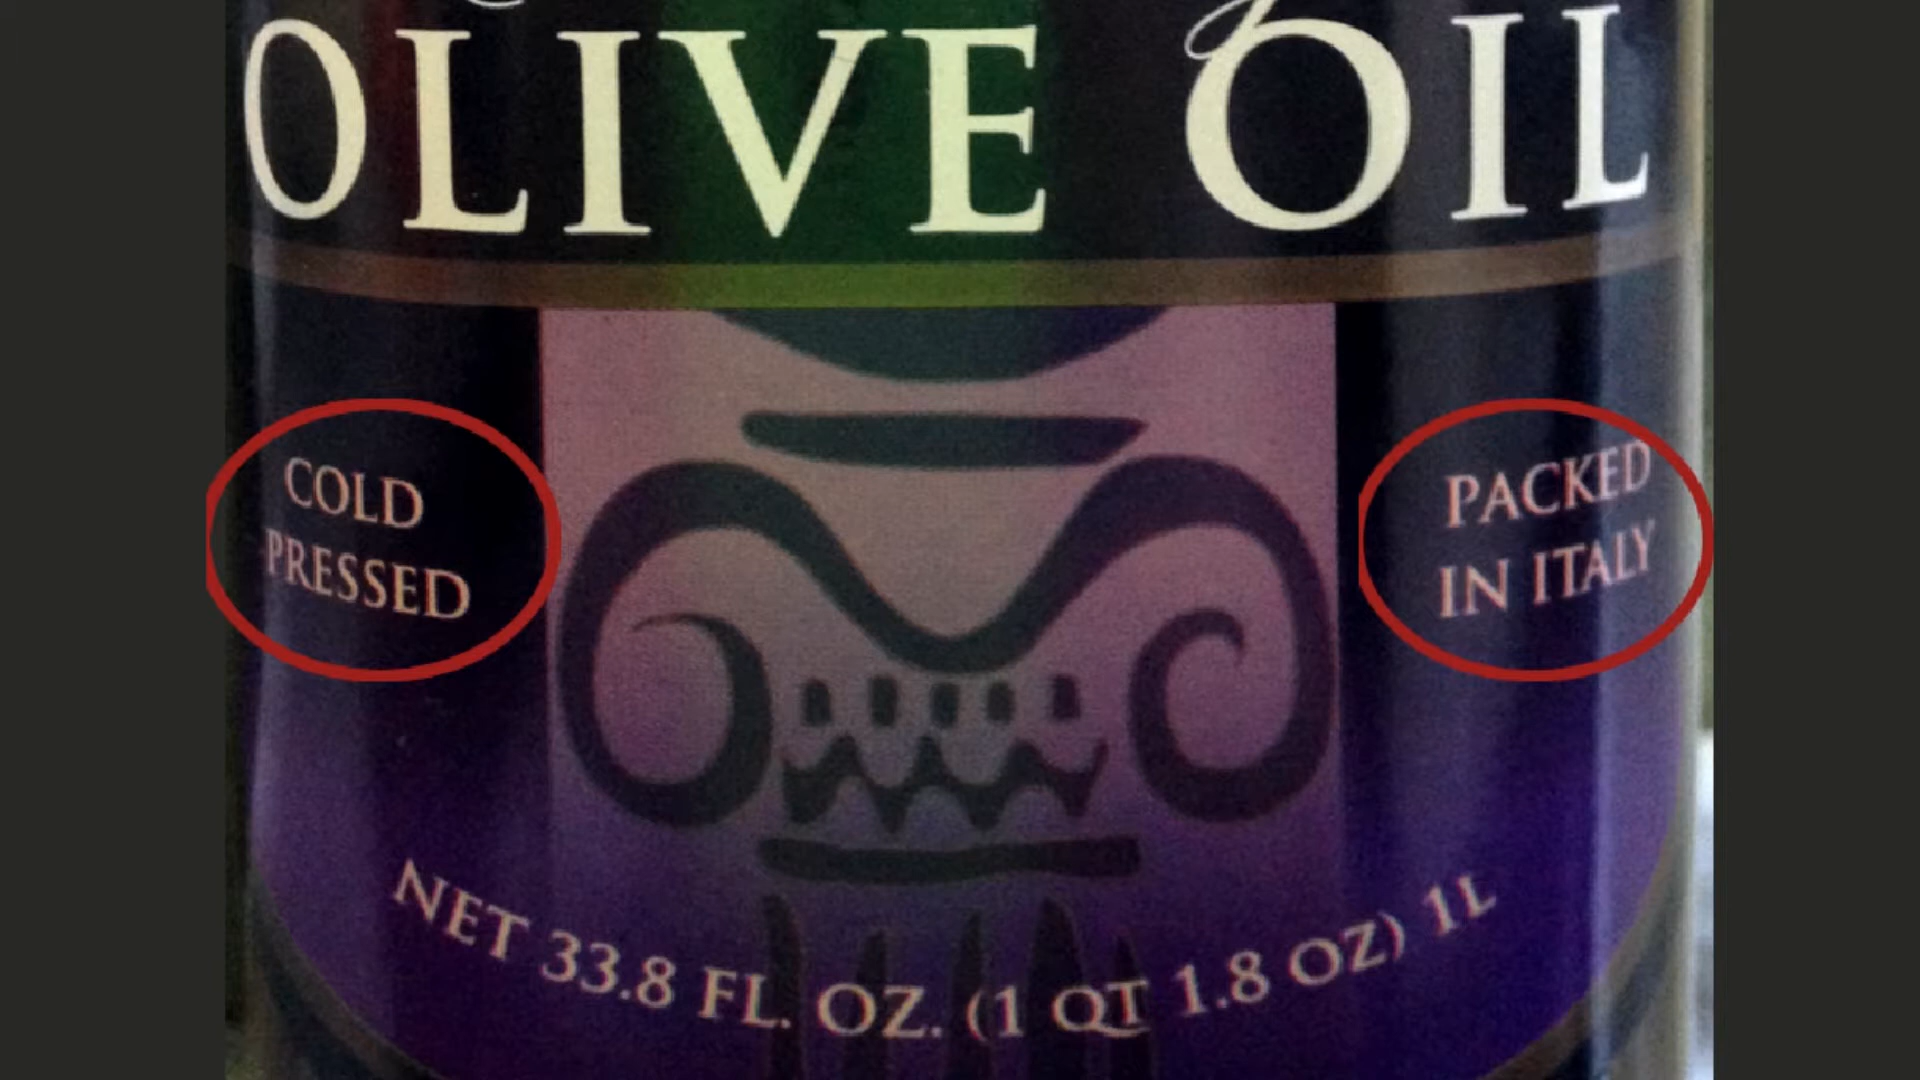 OLIVE OIL
COLD
PRESSED
PACKED
IN ITALY
NET 33.8 FL. OZ. (1 QT 1.8 OZ) 1L